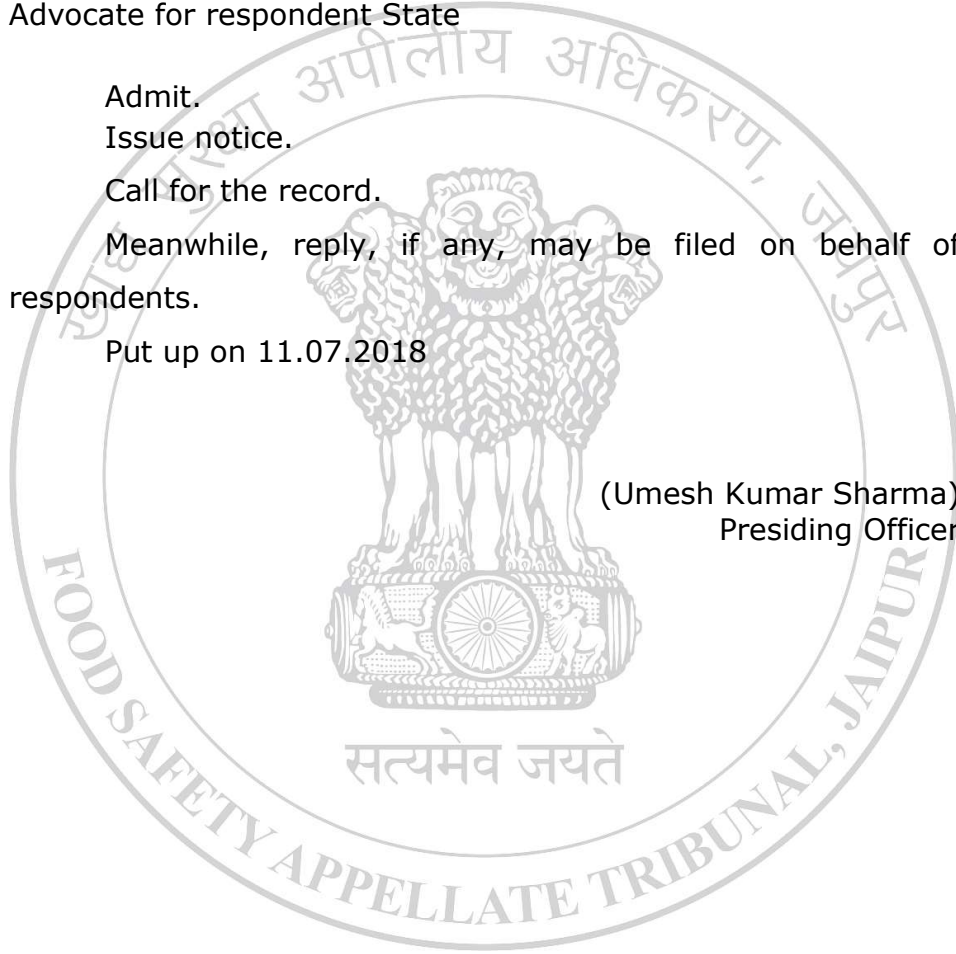 Advocate for respondent State
Admit.
Issue notice.
Call for the record.
Meanwhile, reply, if any, may be filed on behalf of
respondents.
Put up on 11.07.2018
(Umesh Kumar Sharma)
Presiding Officer
खाद्य सुरक्षा अपीलीय अधिकरण, जयपुर
सत्यमेव जयते
FOOD SAFETY APPELLATE TRIBUNAL, JAIPUR